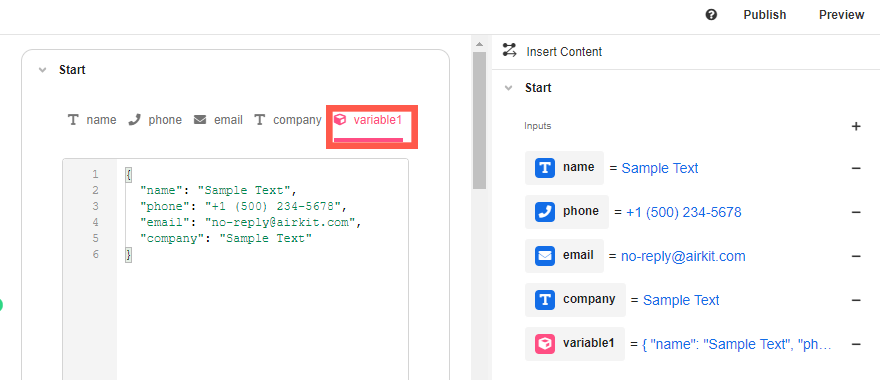 Publish Preview
Insert Content
Start
name phone email company variable1
1 {
2 "name": "Sample Text",
3 "phone": "+1 (500) 234-5678",
4 "email": "no-reply@airkit.com",
5 "company": "Sample Text"
6 }
Start
Inputs
name = Sample Text
phone = +1 (500) 234-5678
email = no-reply@airkit.com
company = Sample Text
variable1 = { "name": "Sample Text", "ph...